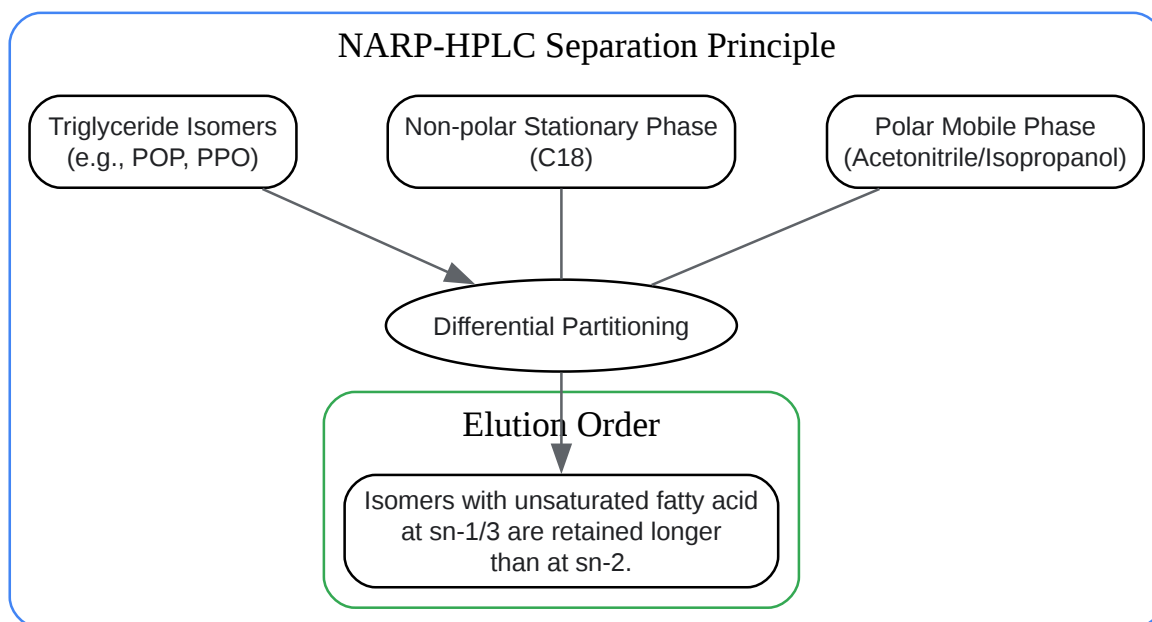 NARP-HPLC Separation Principle
Triglyceride Isomers
(e.g., POP, PPO)
Non-polar Stationary Phase
(C18)
Polar Mobile Phase
(Acetonitrile/Isopropanol)
Differential Partitioning
Elution Order
Isomers with unsaturated fatty acid
at sn-1/3 are retained longer
than at sn-2.